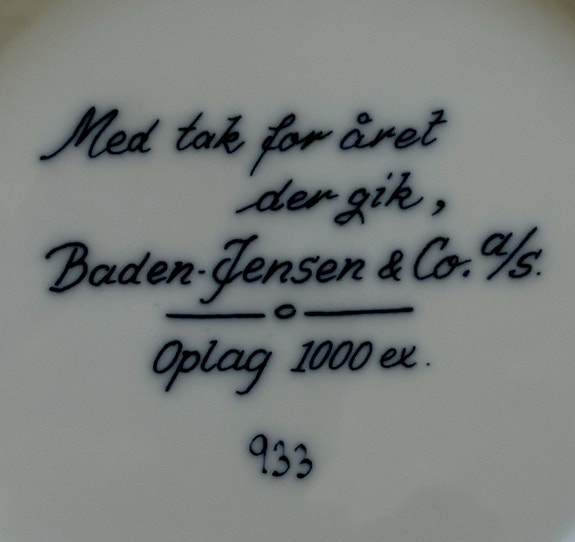 Med tak for året
der gik,
Baden-Jensen & Co. a/s.
Oplag 1000 ex.
933